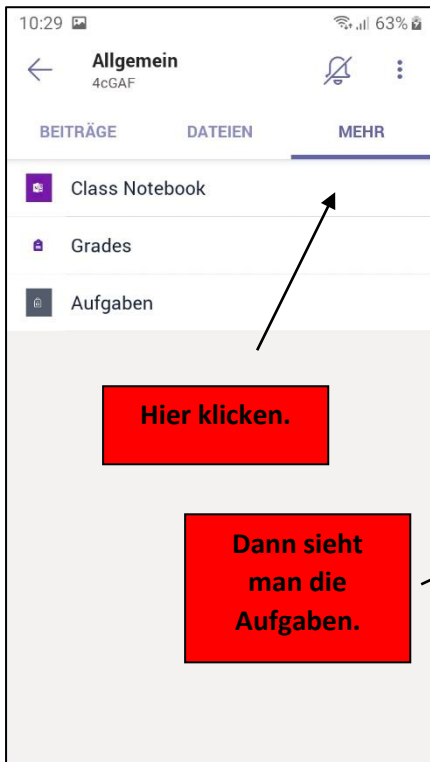 10:29 63%
Allgemein
4cGAF
BEITRÄGE DATEIEN MEHR
Class Notebook
Grades
Aufgaben
Hier klicken.
Dann sieht
man die
Aufgaben.